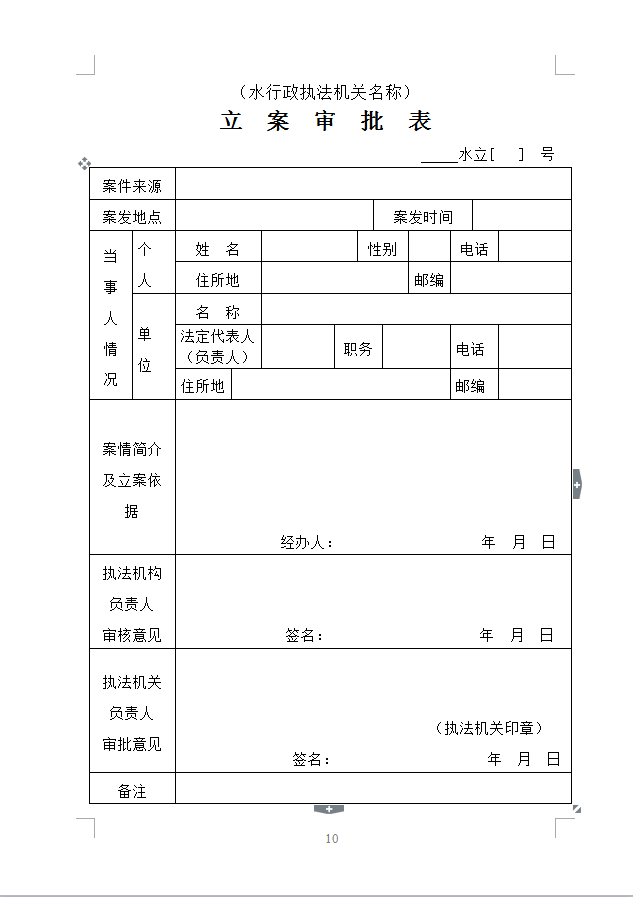 （水行政执法机关名称）
立 案 审 批 表
_____水立[   ] 号
案件来源
案发地点 案发时间
当事人情况
个人
姓 名 性别 电话
住所地 邮编
单位
名 称
法定代表人
（负责人） 职务 电话
住所地 邮编
案情简介
及立案依
据
经办人： 年 月 日
执法机构
负责人
审核意见
签名： 年 月 日
执法机关
负责人
审批意见
（执法机关印章）
签名： 年 月 日
备注
10